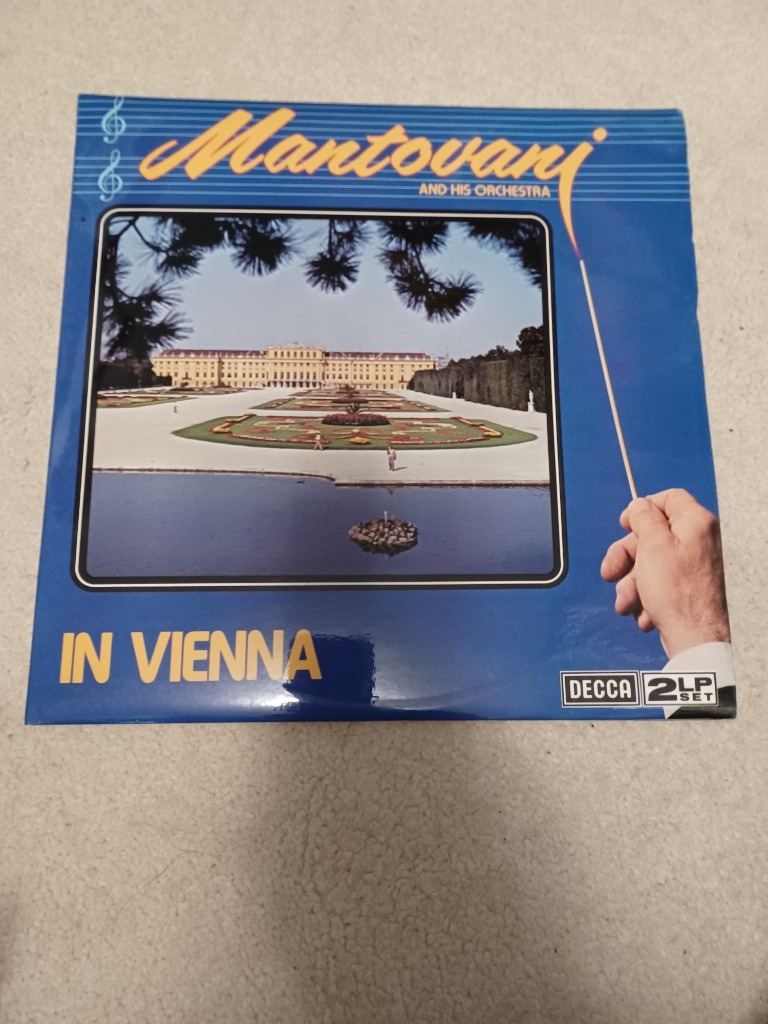 Mantovani
AND HIS ORCHESTRA
IN VIENNA
DECCA
2LP
SET